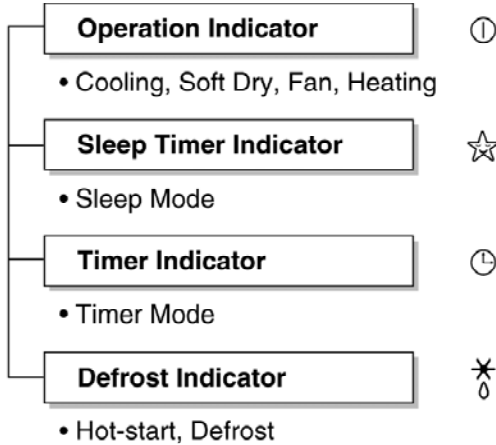 Operation Indicator
• Cooling, Soft Dry, Fan, Heating
Sleep Timer Indicator
• Sleep Mode
Timer Indicator
• Timer Mode
Defrost Indicator
• Hot-start, Defrost